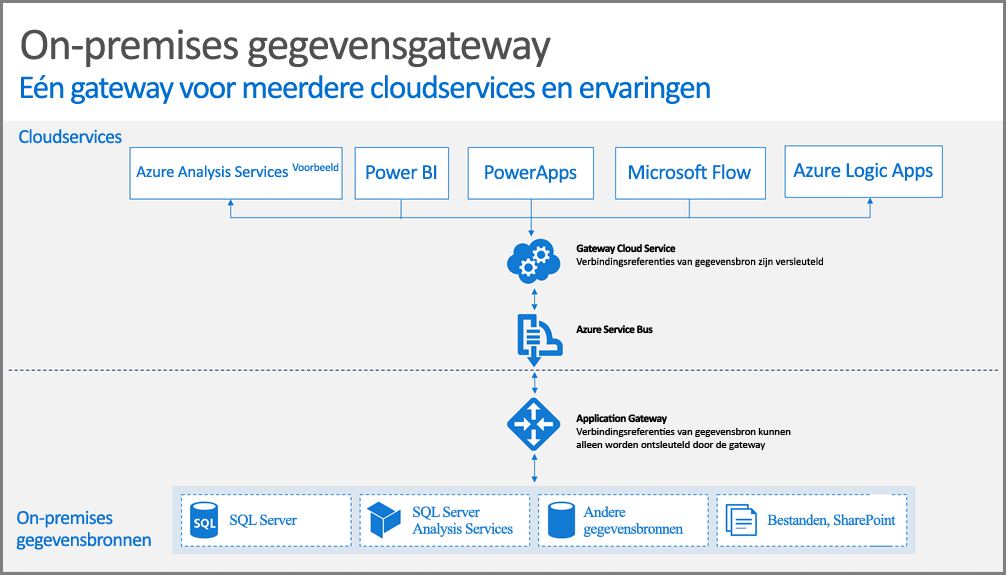 On-premises gegevensgateway
Eén gateway voor meerdere cloudservices en ervaringen
Cloudservices
Azure Analysis Services Voorbeeld
Power BI
PowerApps
Microsoft Flow
Azure Logic Apps
Gateway Cloud Service
Verbindingsreferenties van gegevensbron zijn versleuteld
Azure Service Bus
Application Gateway
Verbindingsreferenties van gegevensbron kunnen
alleen worden ontsleuteld door de gateway
On-premises
gegevensbronnen
SQL
SQL Server
SQL Server
Analysis Services
Andere
gegevensbronnen
Bestanden, SharePoint